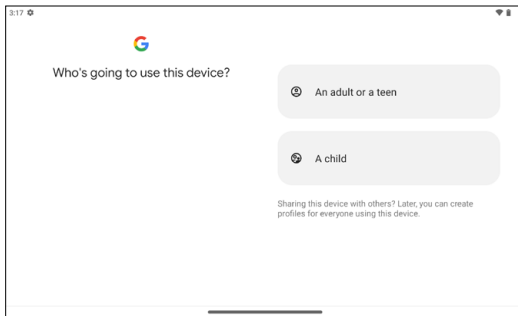 3:17
Who's going to use this device?
An adult or a teen
A child
Sharing this device with others? Later, you can create
profiles for everyone using this device.